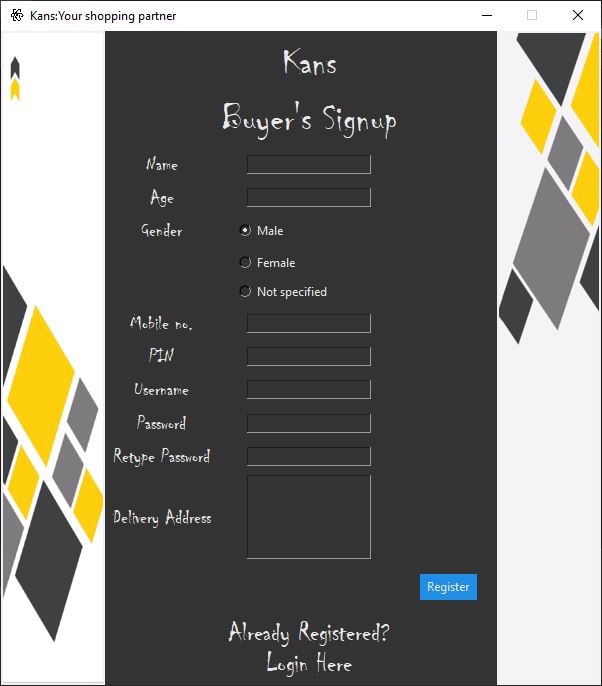 Kans:Your shopping partner
Kans
Buyer's Signup
Name
Age
Gender
Male
Female
Not specified
Mobile no.
PIN
Username
Password
Retype Password
Delivery Address
Register
Already Registered?
Login Here